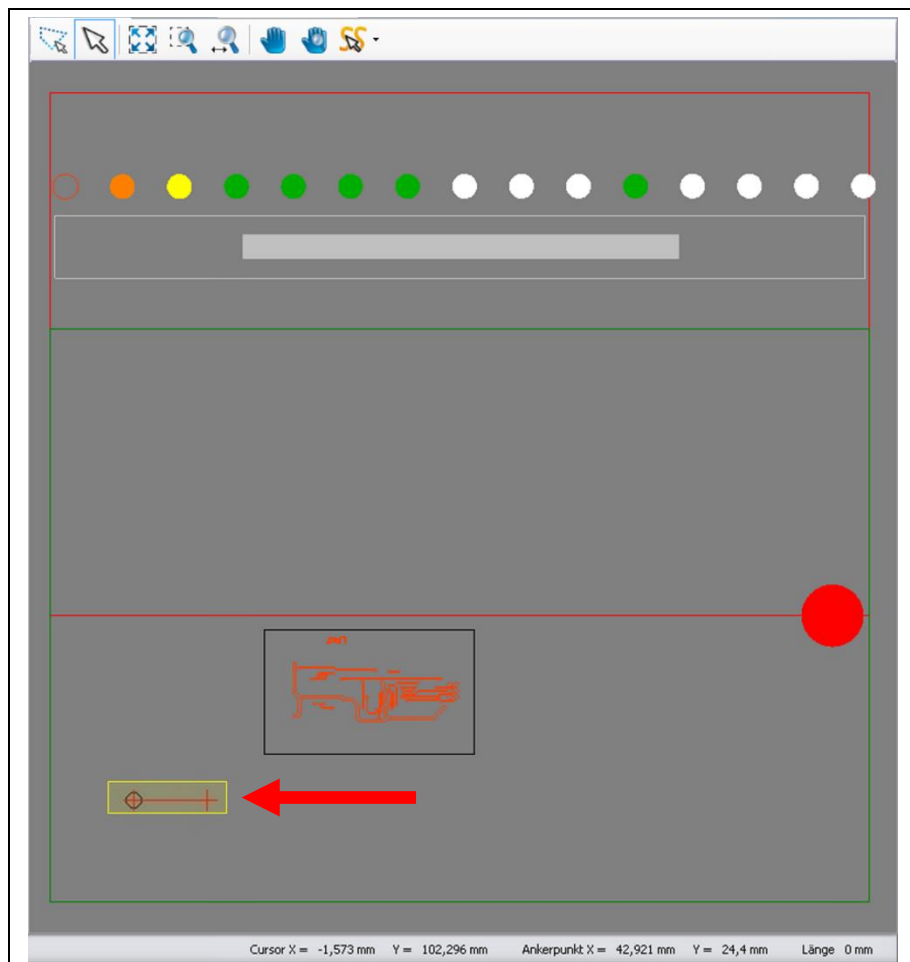 Cursor X = -1,573 mm Y = 102,296 mm Ankerpunkt X = 42,921 mm Y = 24,4 mm Länge 0 mm